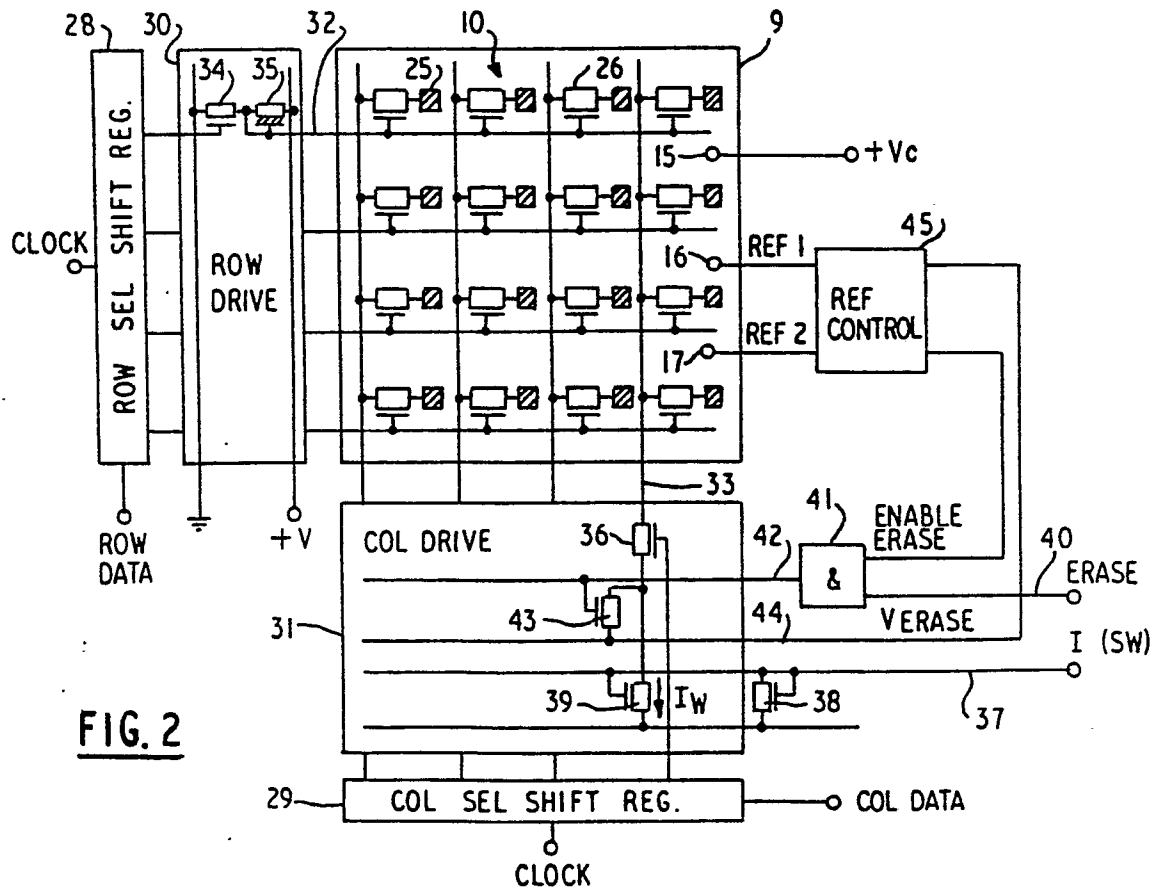 28
30
32
10
9
34
35
25
26
ROW SEL SHIFT REG.
CLOCK
ROW
DRIVE
15
+Vc
16
REF 1
45
REF
CONTROL
REF 2
17
33
ROW
DATA
+V
COL DRIVE
36
42
41
ENABLE
ERASE
40
ERASE
&
31
43
44
VERASE
I (SW)
39
IW
38
37
FIG. 2
29
COL SEL SHIFT REG.
COL DATA
CLOCK